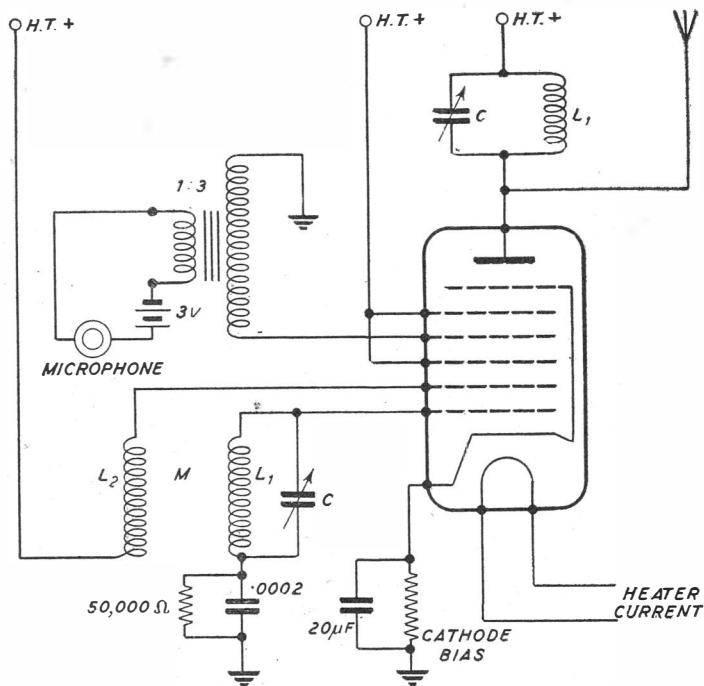 H.T. +
H.T. +
H.T. +
C
L₁
1:3
3V
MICROPHONE
L₂
M
L₁
C
50,000 Ω
.0002
20µF
CATHODE
BIAS
HEATER
CURRENT